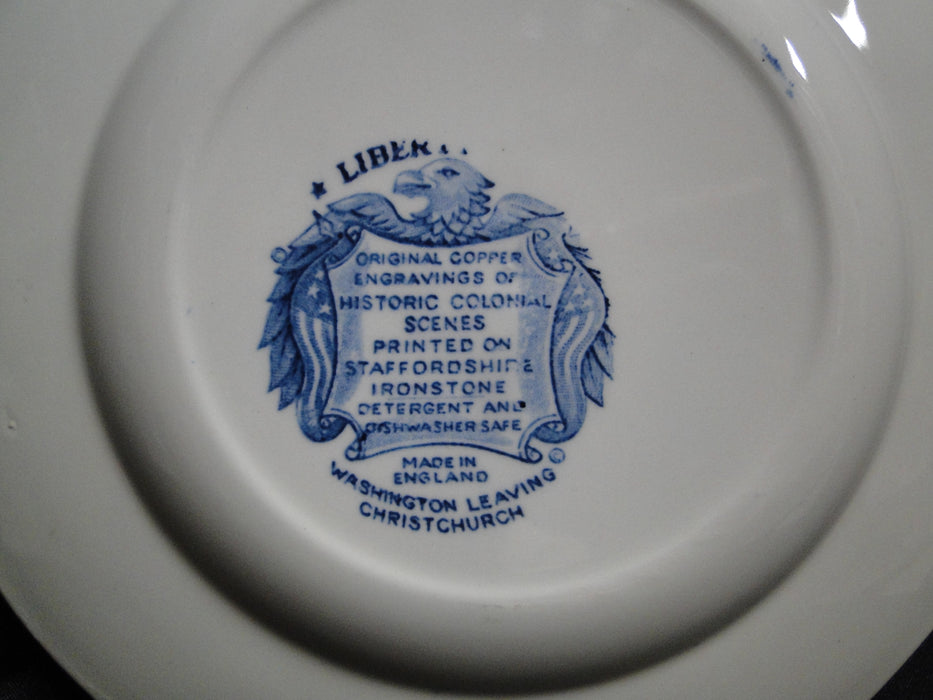 ★ LIBER
ORIGINAL COPPER
ENGRAVINGS OF
HISTORIC COLONIAL
SCENES
PRINTED ON
STAFFORDSHIRE
IRONSTONE
DETERGENT AND
DISHWASHER SAFE
MADE IN
ENGLAND ©
WASHINGTON LEAVING
CHRISTCHURCH